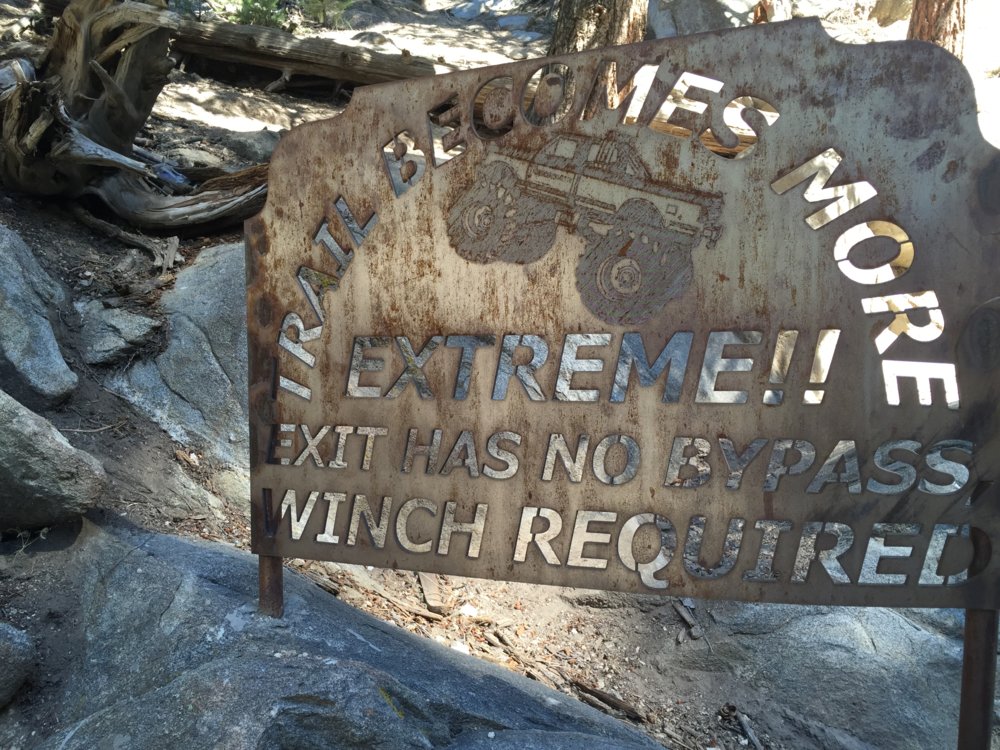 TRAIL BECOMES MORE
EXTREME!!
EXIT HAS NO BYPASS,
WINCH REQUIRED